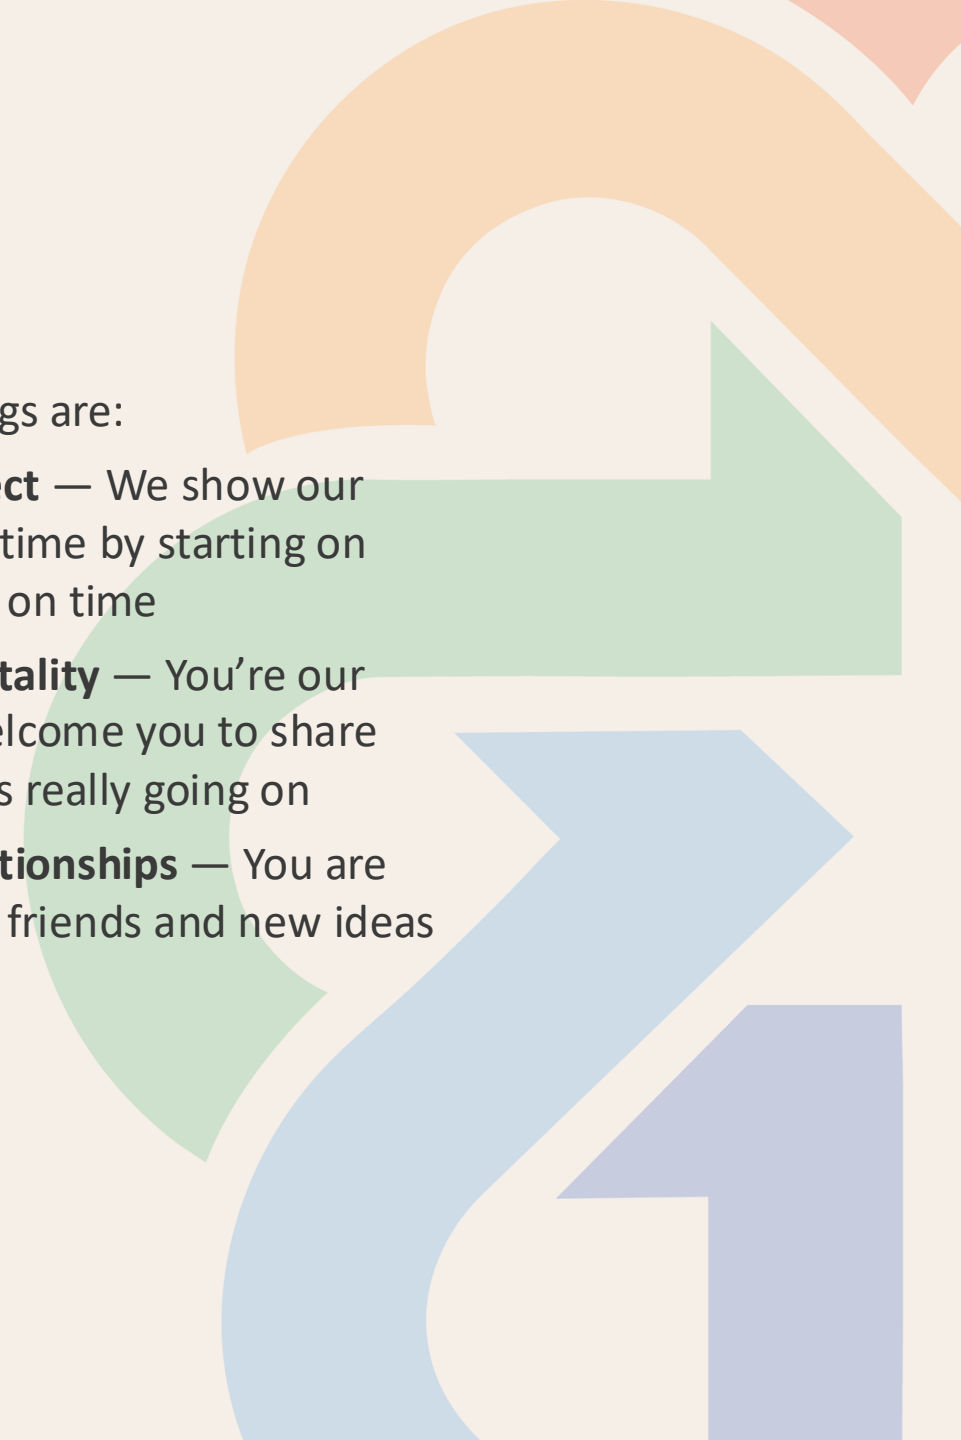 gs are:
ect — We show our
time by starting on
on time
tality — You’re our
elcome you to share
s really going on
tionships — You are
friends and new ideas